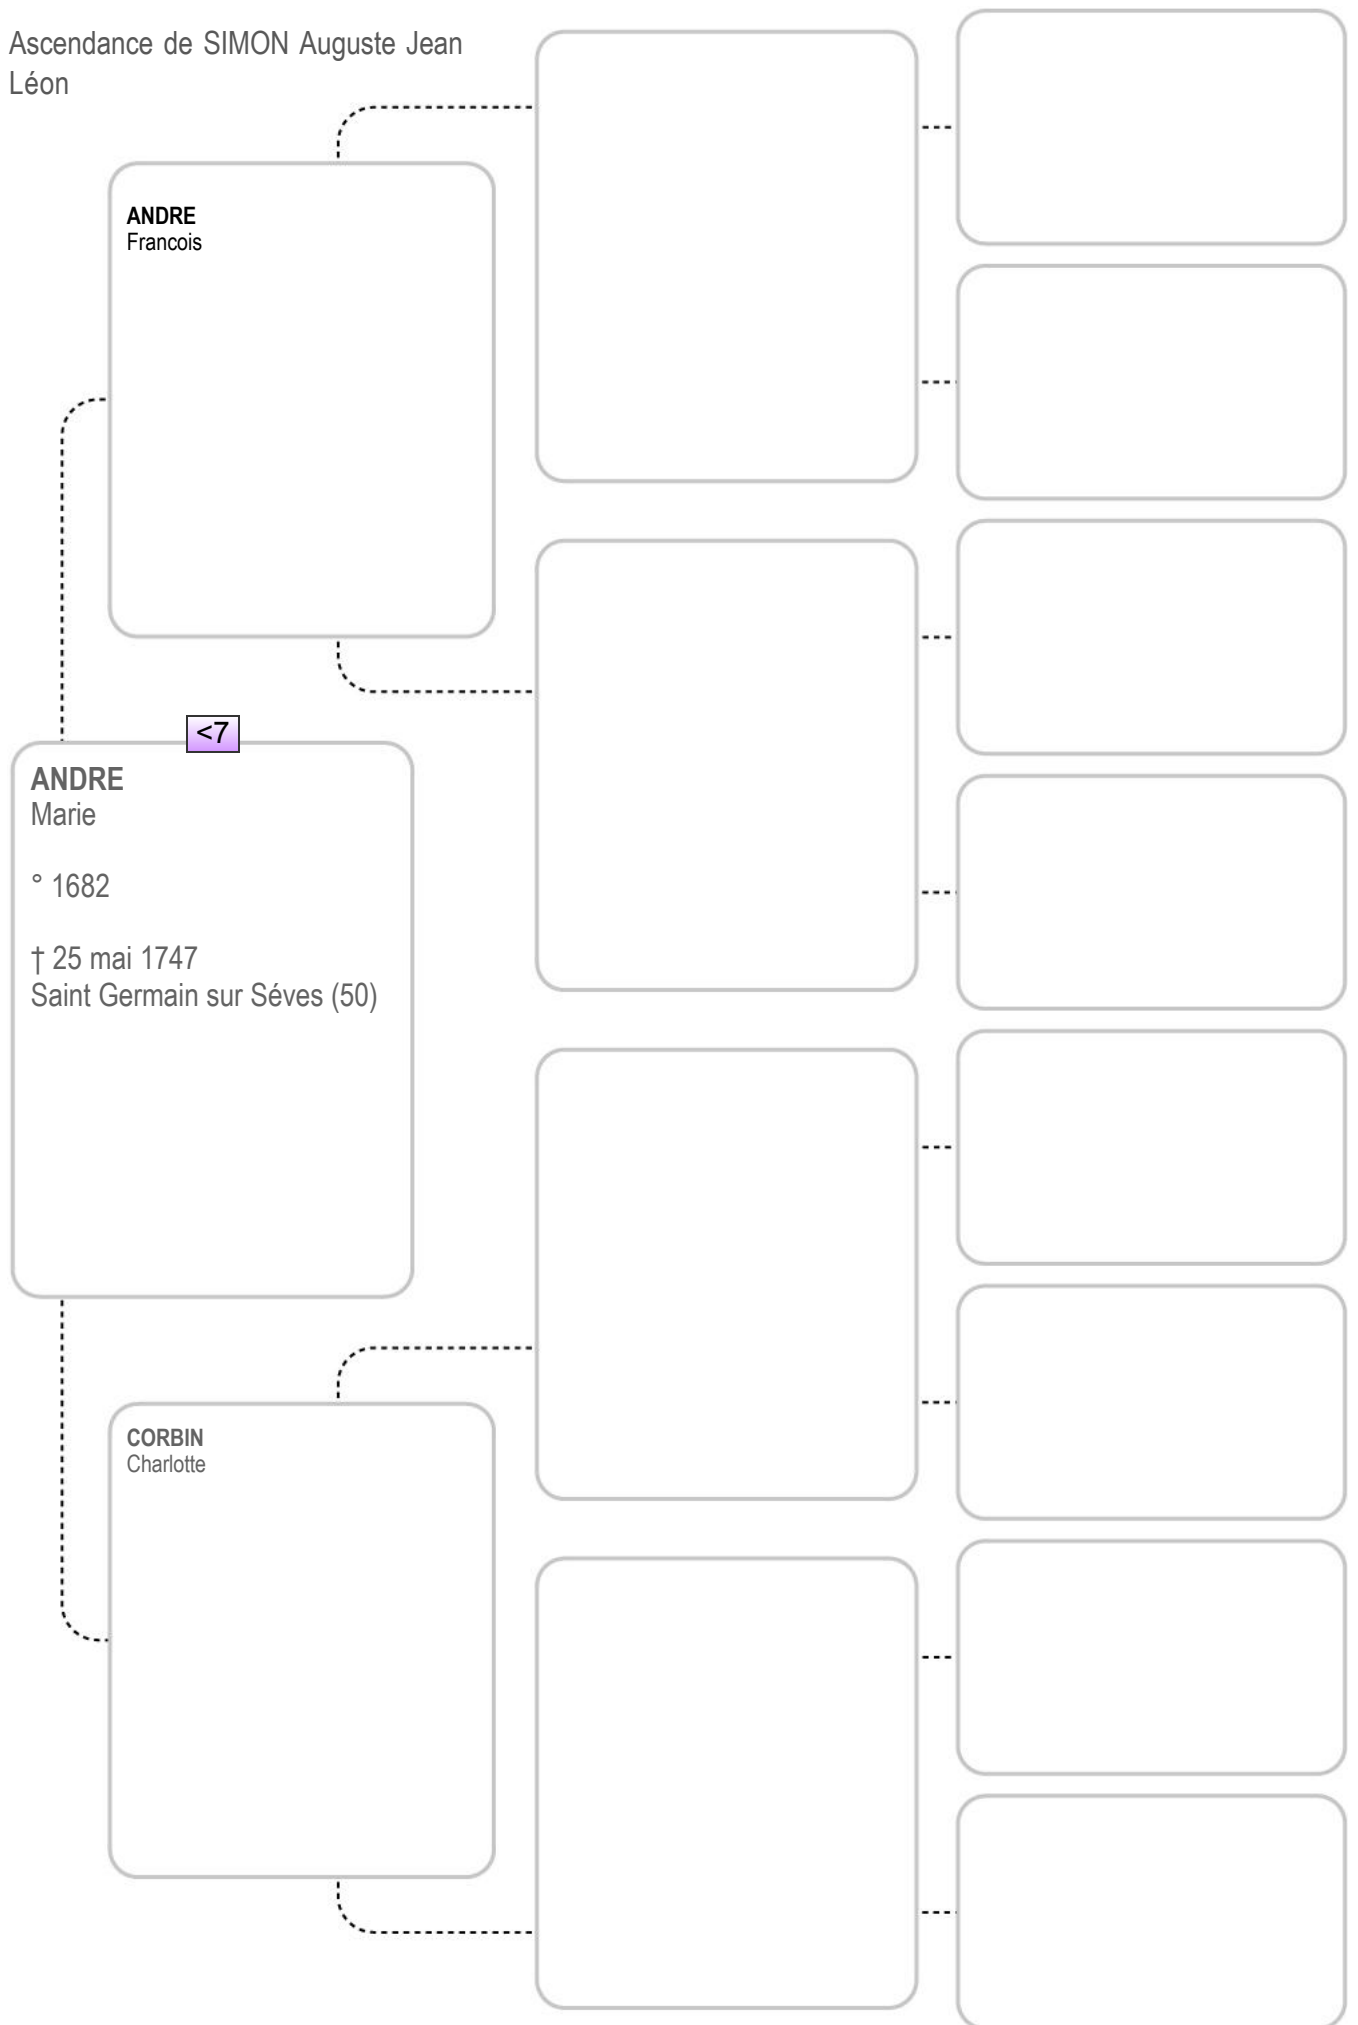 Ascendance de SIMON Auguste Jean
Léon
ANDRE
Francois
<7
ANDRE
Marie
° 1682
† 25 mai 1747
Saint Germain sur Séves (50)
CORBIN
Charlotte